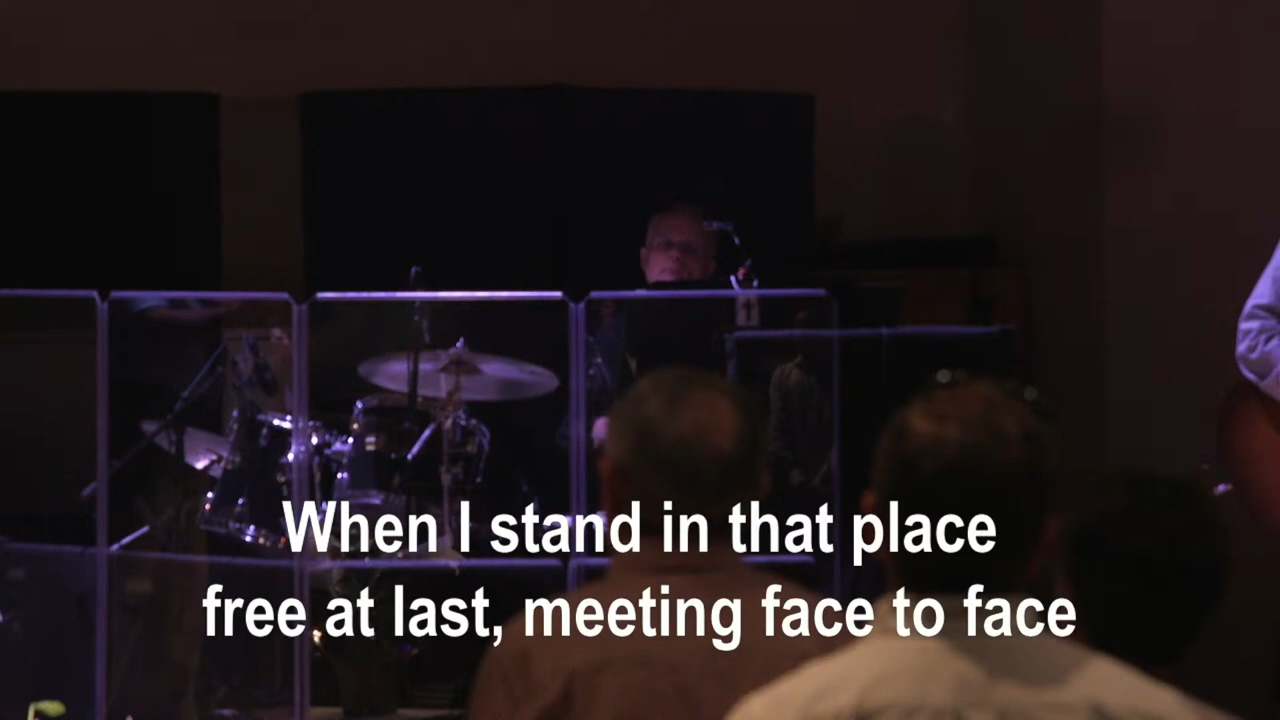 When I stand in that place
free at last, meeting face to face